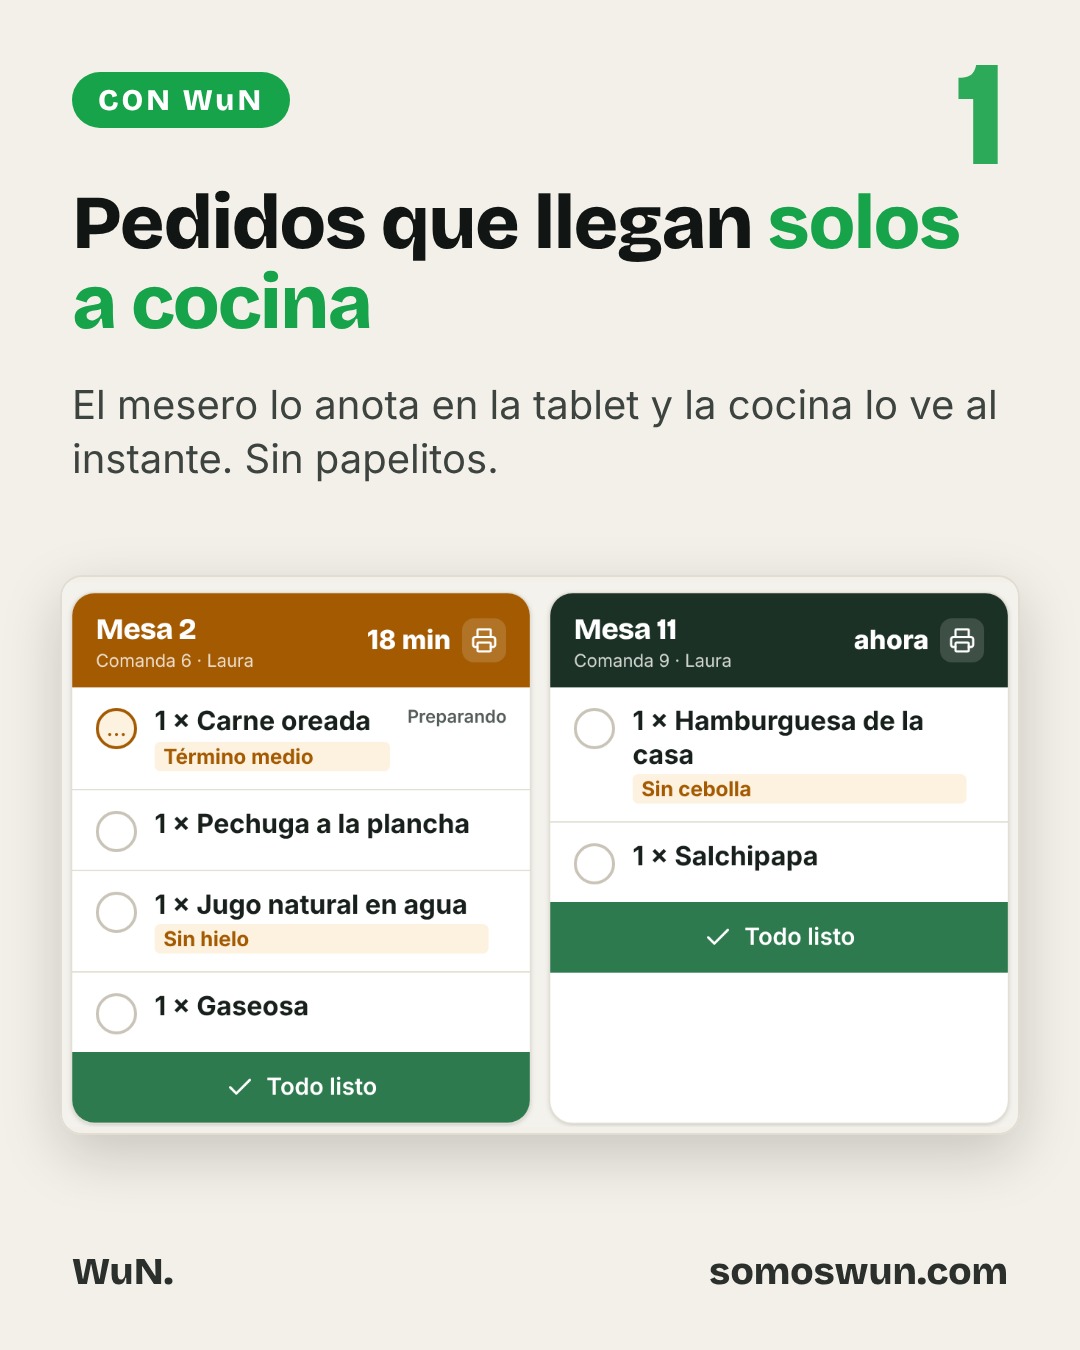 CON WuN
1
Pedidos que llegan solos
a cocina
El mesero lo anota en la tablet y la cocina lo ve al
instante. Sin papelitos.
Mesa 2
Comanda 6 · Laura
18 min
...
1 × Carne oreada
Preparando
Término medio
1 × Pechuga a la plancha
1 × Jugo natural en agua
Sin hielo
1 × Gaseosa
Todo listo
Mesa 11
Comanda 9 · Laura
ahora
1 × Hamburguesa de la
casa
Sin cebolla
1 × Salchipapa
Todo listo
WuN.
somoswun.com